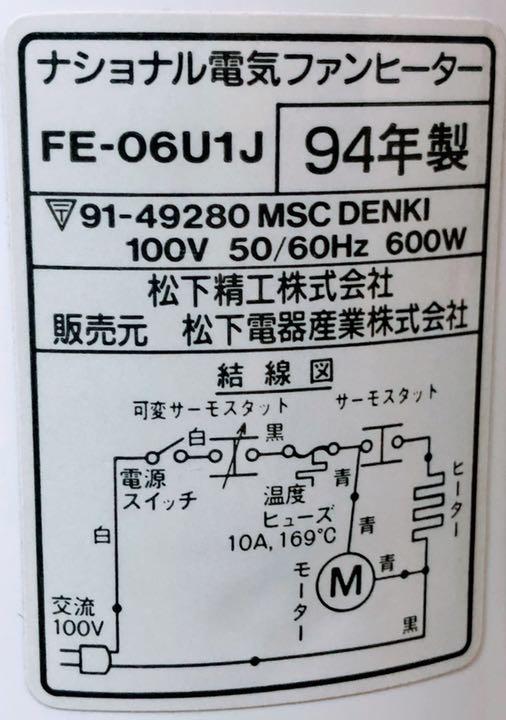 ナショナル電気ファンヒーター
FE-06U1J
94年製
〒91-49280 MSC DENKI
100V 50/60Hz 600W
松下精工株式会社
販売元 松下電器産業株式会社
結線図
可変サーモスタット
サーモスタット
白
黒
電源
スイッチ
温度
ヒューズ
10A, 169℃
青
青
ヒーター
白
モーター
M
青
交流
100V
黒